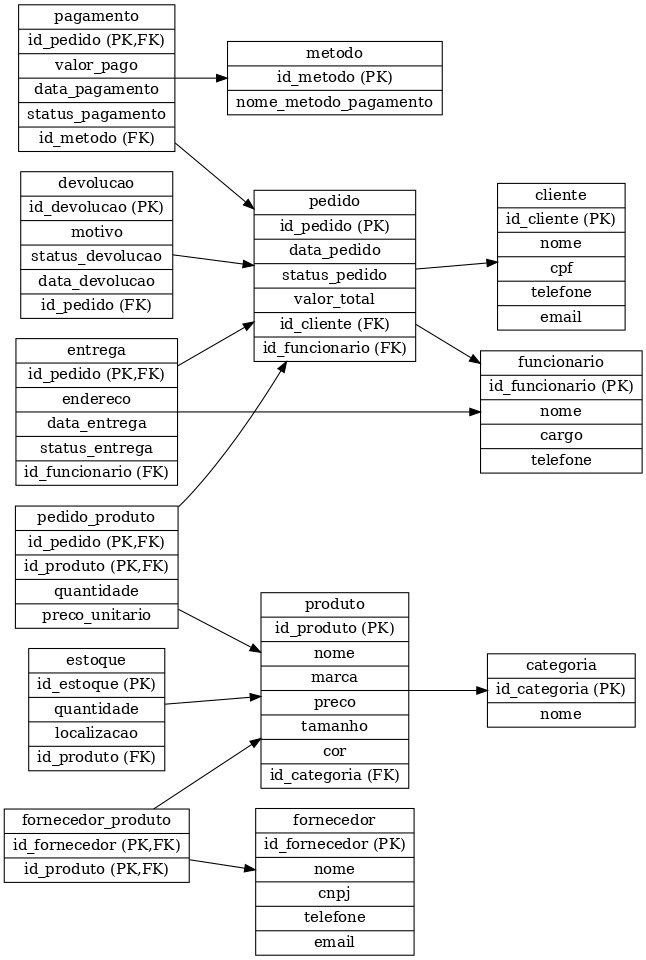 pagamento
id_pedido (PK,FK)
valor_pago
data_pagamento
status_pagamento
id_metodo (FK)
metodo
id_metodo (PK)
nome_metodo_pagamento
devolucao
id_devolucao (PK)
motivo
status_devolucao
data_devolucao
id_pedido (FK)
pedido
id_pedido (PK)
data_pedido
status_pedido
valor_total
id_cliente (FK)
id_funcionario (FK)
cliente
id_cliente (PK)
nome
cpf
telefone
email
entrega
id_pedido (PK,FK)
endereco
data_entrega
status_entrega
id_funcionario (FK)
funcionario
id_funcionario (PK)
nome
cargo
telefone
pedido_produto
id_pedido (PK,FK)
id_produto (PK,FK)
quantidade
preco_unitario
produto
id_produto (PK)
nome
marca
preco
tamanho
cor
id_categoria (FK)
estoque
id_estoque (PK)
quantidade
localizacao
id_produto (FK)
categoria
id_categoria (PK)
nome
fornecedor_produto
id_fornecedor (PK,FK)
id_produto (PK,FK)
fornecedor
id_fornecedor (PK)
nome
cnpj
telefone
email